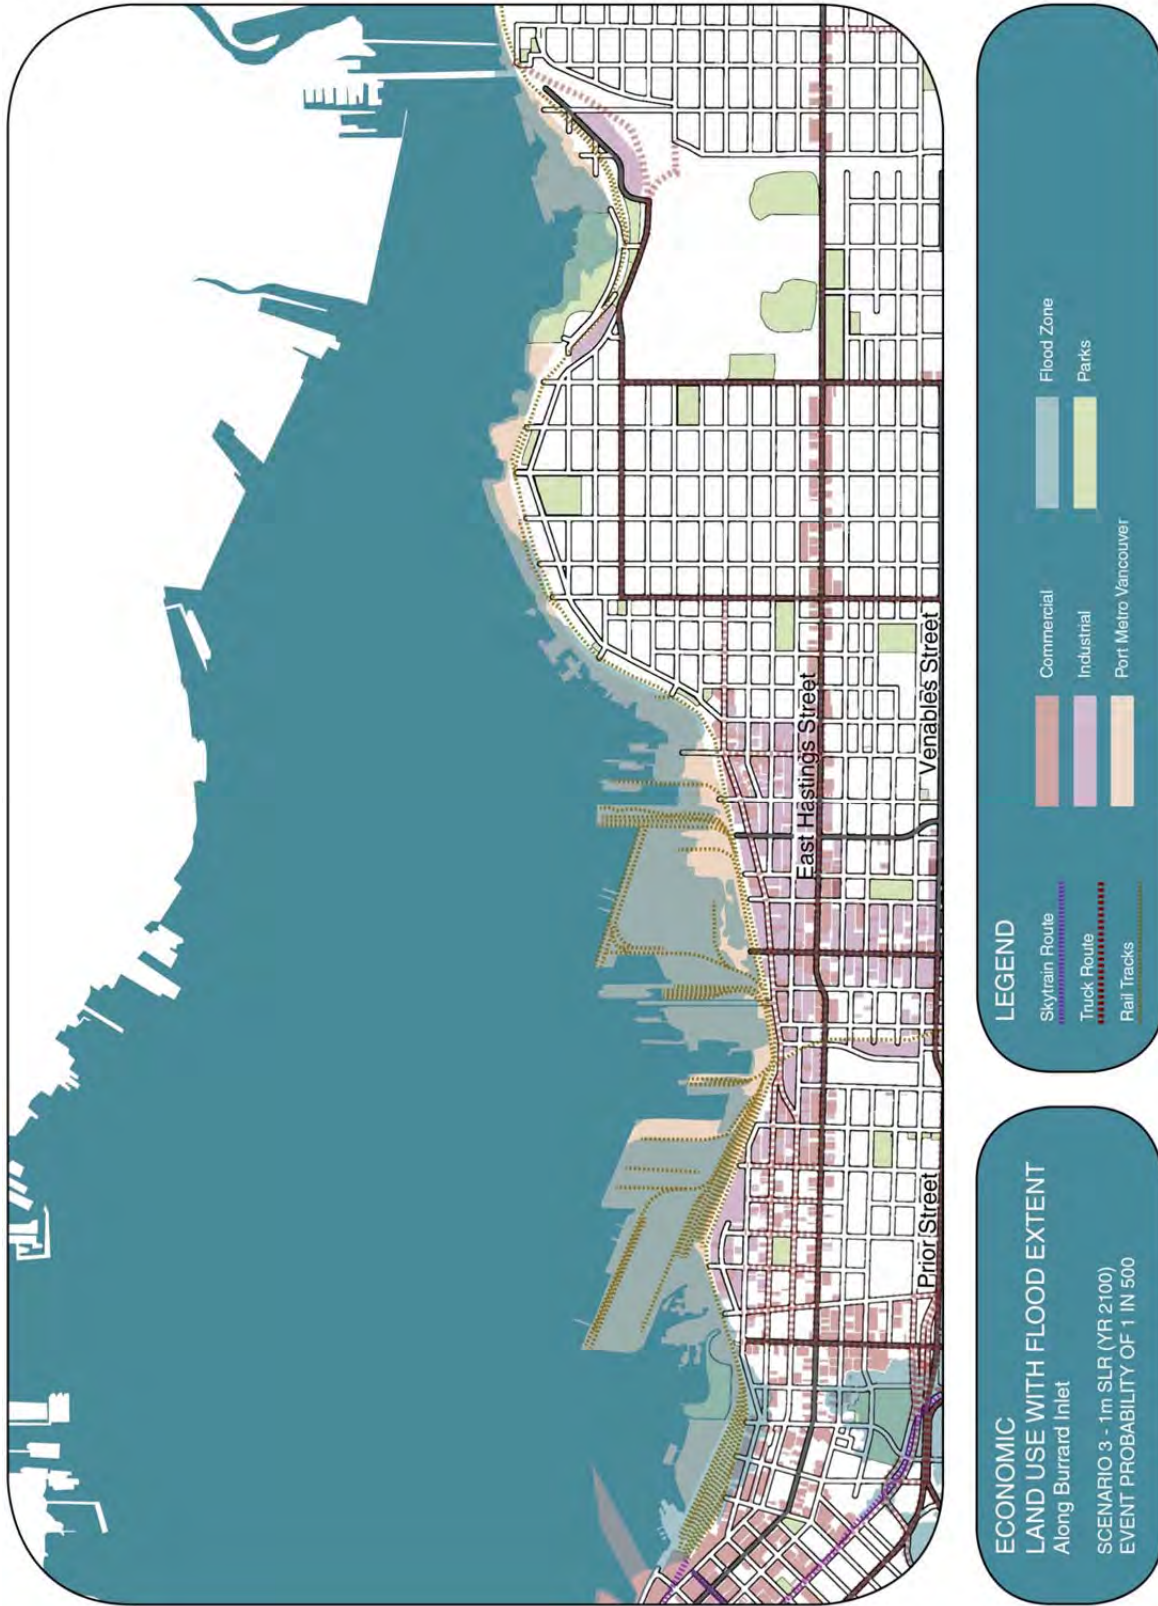 East Hastings Street
Venables Street
Prior Street
ECONOMIC
LAND USE WITH FLOOD EXTENT
Along Burrard Inlet
SCENARIO 3 - 1m SLR (YR 2100)
EVENT PROBABILITY OF 1 IN 500
LEGEND
Skytrain Route
Truck Route
Rail Tracks
Commercial
Industrial
Port Metro Vancouver
Flood Zone
Parks